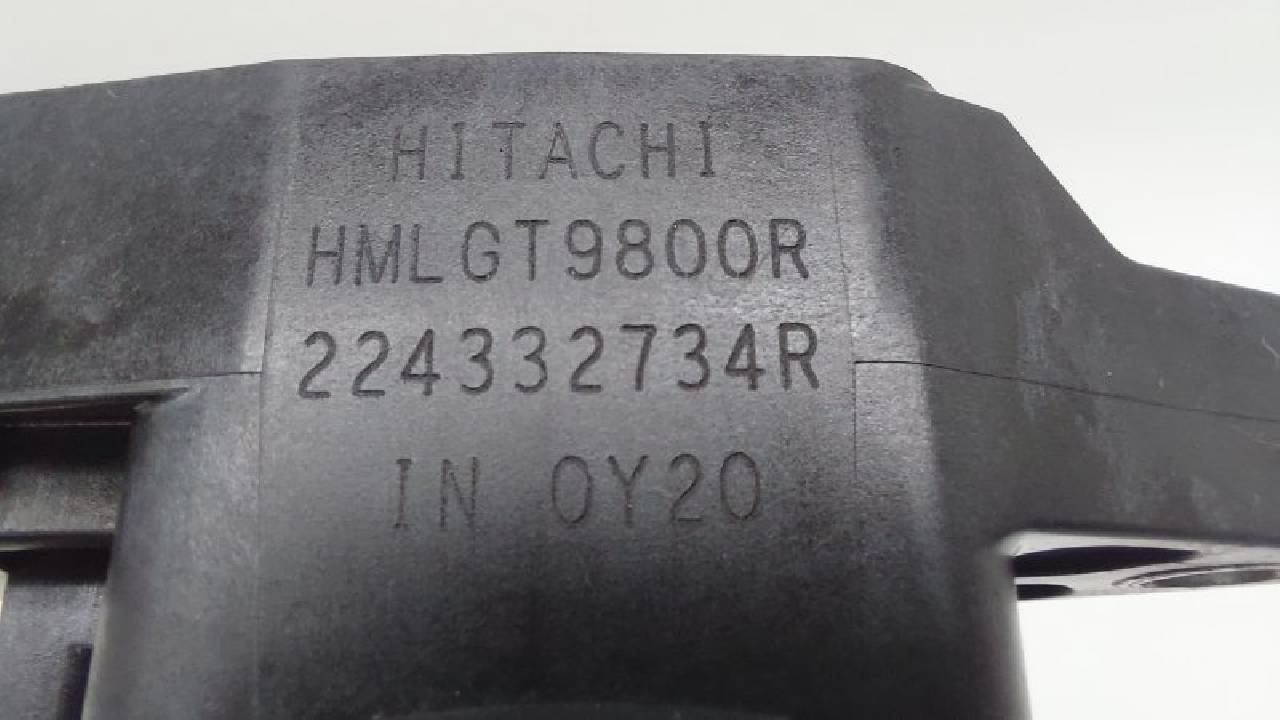 HITACHI
HMLGT9800R
224332734R
IN 0Y20